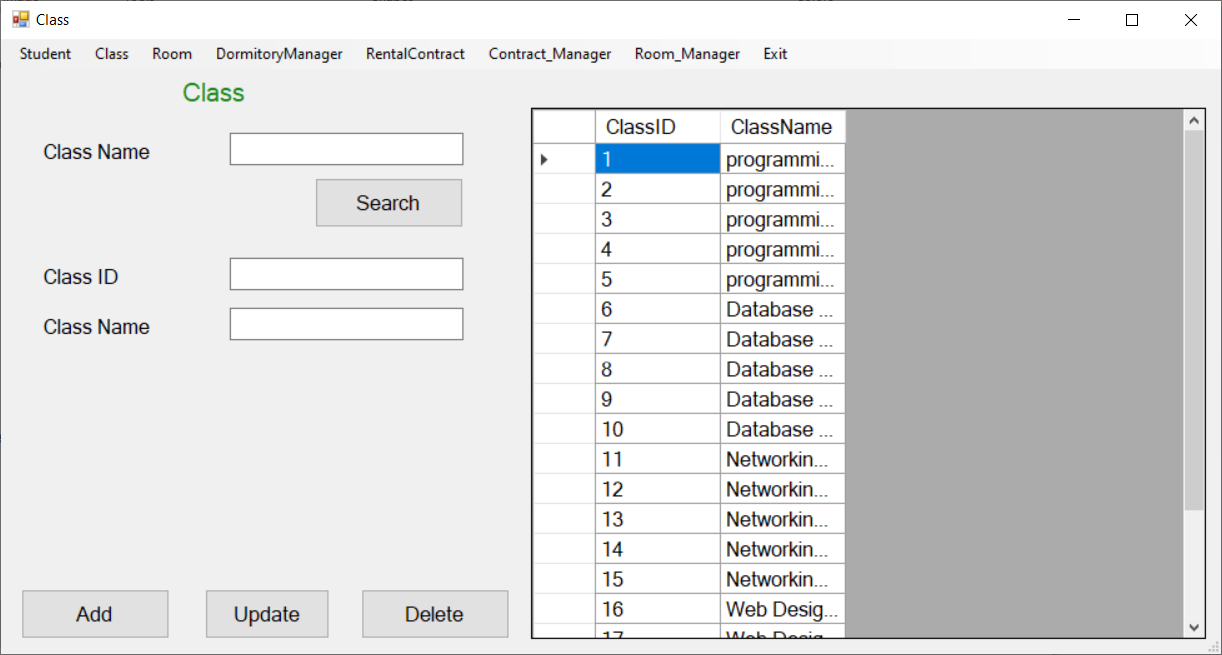 Class
Student Class Room DormitoryManager RentalContract Contract_Manager Room_Manager Exit
Class
Class Name
Search
Class ID
Class Name
Add Update Delete
ClassID ClassName
1 programmi...
2 programmi...
3 programmi...
4 programmi...
5 programmi...
6 Database ...
7 Database ...
8 Database ...
9 Database ...
10 Database ...
11 Networkin...
12 Networkin...
13 Networkin...
14 Networkin...
15 Networkin...
16 Web Desig...
17 Web Desig...